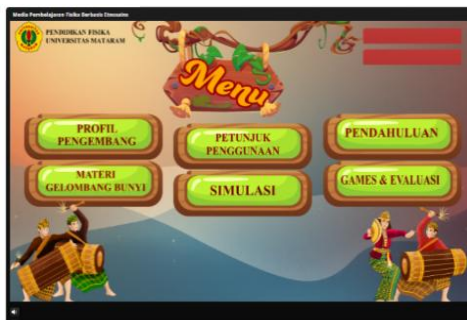 Media Pembelajaran Fisika Berbasis Etnosains
PENDIDIKAN FISIKA
UNIVERSITAS MATARAM
Menu
PROFIL
PENGEMBANG
PETUNJUK
PENGGUNAAN
PENDAHULUAN
MATERI
GELOMBANG BUNYI
SIMULASI
GAMES & EVALUASI